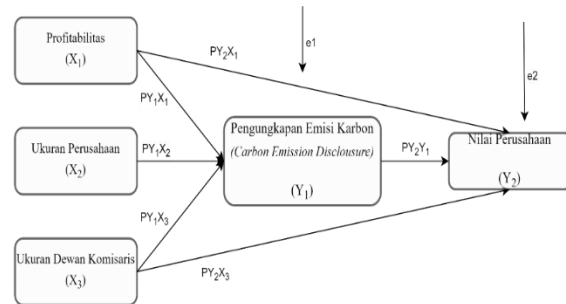 Profitabilitas
(X₁)
PY₂X₁
e1
e2
PY₁X₁
Ukuran Perusahaan
(X₂)
PY₁X₂
Pengungkapan Emisi Karbon
(Carbon Emission Disclousure)
(Y₁)
PY₂Y₁
Nilai Perusahaan
(Y₂)
PY₁X₃
Ukuran Dewan Komisaris
(X₃)
PY₂X₃